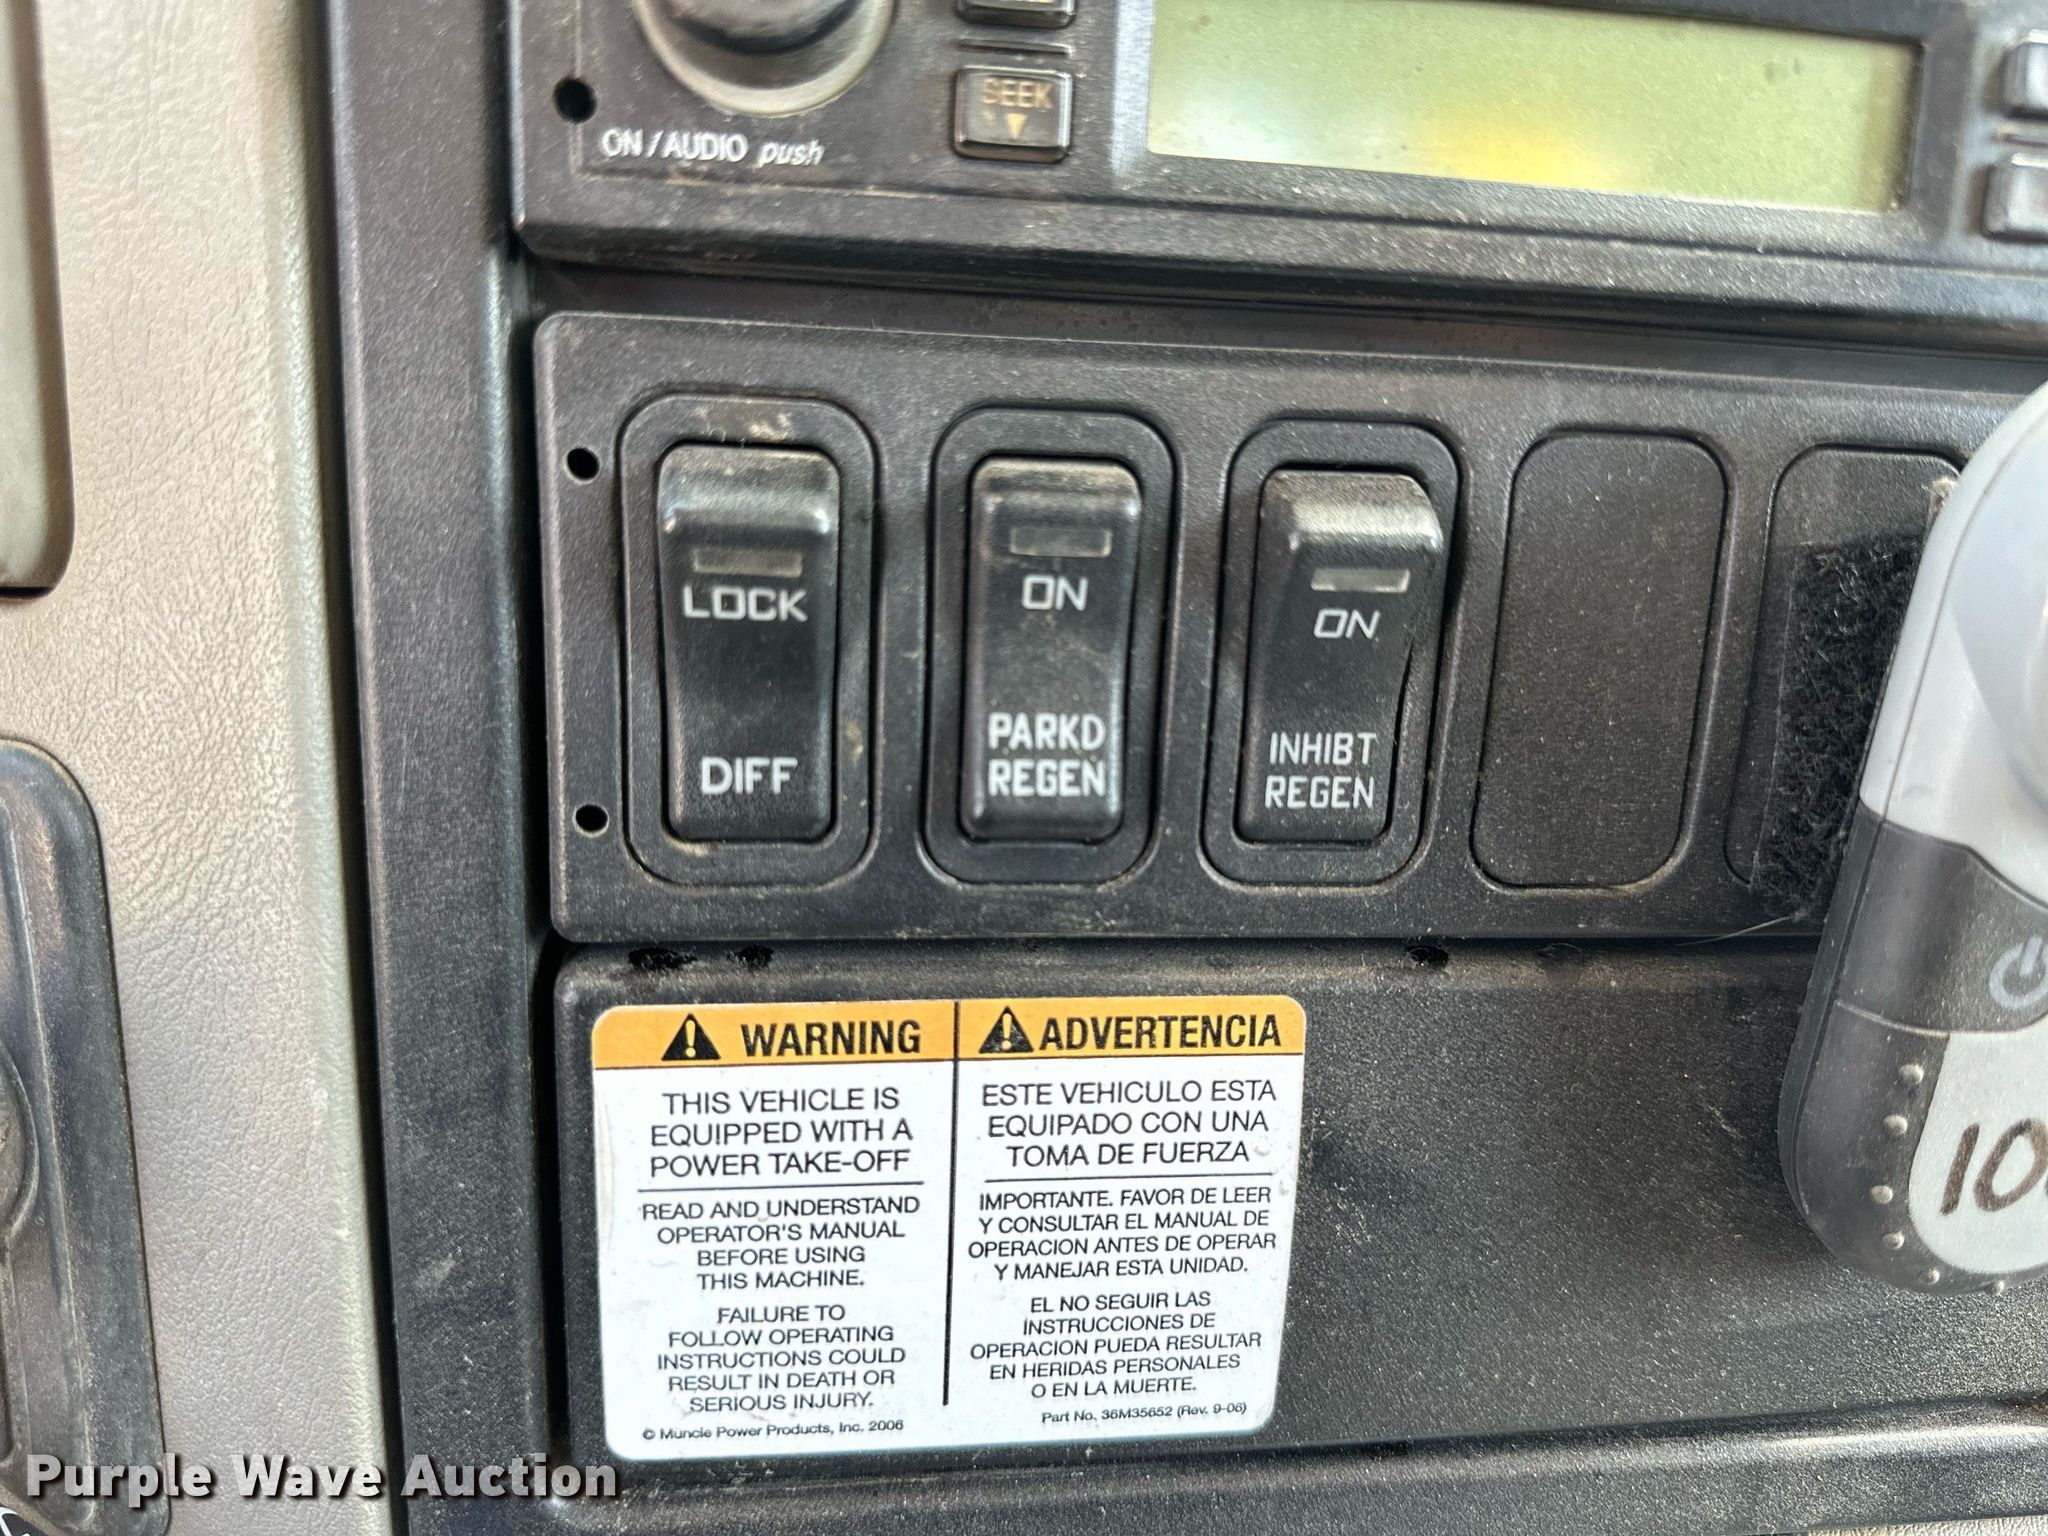 SEEK
ON / AUDIO push
LOCK
DIFF
ON
PARKD
REGEN
ON
INHIBT
REGEN
WARNING
THIS VEHICLE IS
EQUIPPED WITH A
POWER TAKE-OFF
READ AND UNDERSTAND
OPERATOR'S MANUAL
BEFORE USING
THIS MACHINE.
FAILURE TO
FOLLOW OPERATING
INSTRUCTIONS COULD
RESULT IN DEATH OR
SERIOUS INJURY.
© Muncie Power Products, Inc. 2006
ADVERTENCIA
ESTE VEHICULO ESTA
EQUIPADO CON UNA
TOMA DE FUERZA
IMPORTANTE. FAVOR DE LEER
Y CONSULTAR EL MANUAL DE
OPERACION ANTES DE OPERAR
Y MANEJAR ESTA UNIDAD.
EL NO SEGUIR LAS
INSTRUCCIONES DE
OPERACION PUEDA RESULTAR
EN HERIDAS PERSONALES
O EN LA MUERTE.
Part No. 36M35652 (Rev. 9-06)
Purple Wave Auction